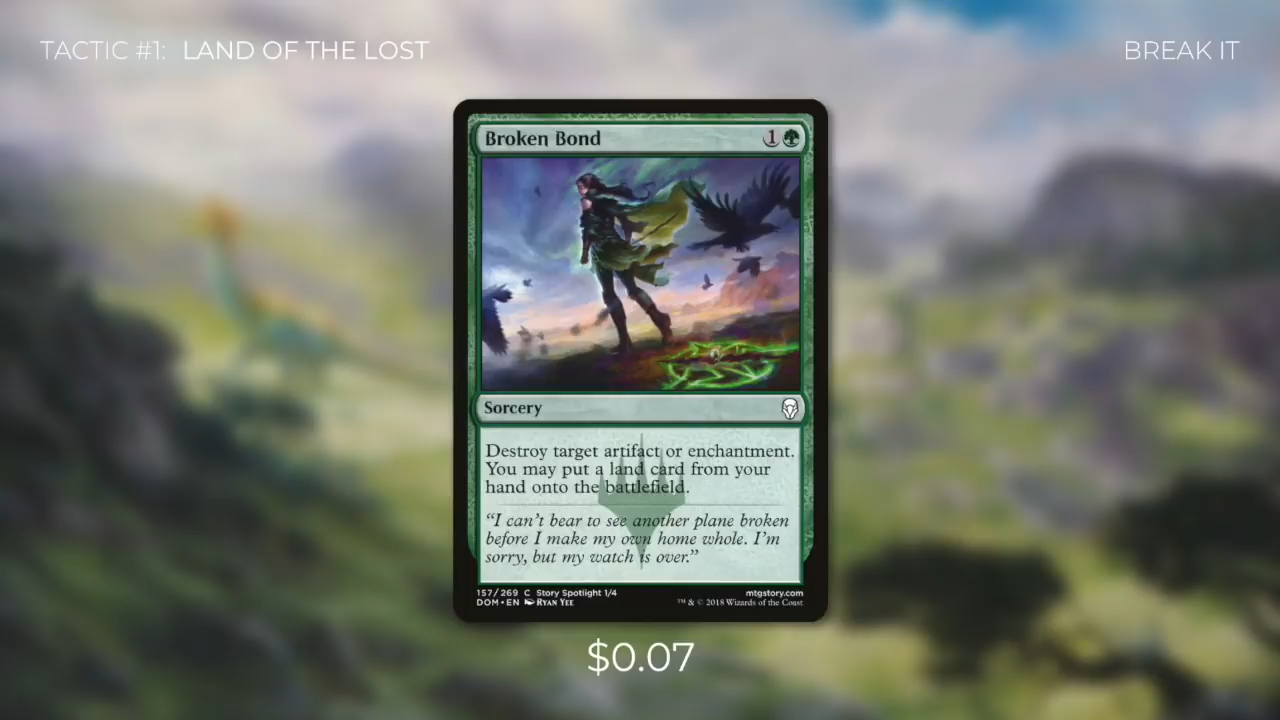 TACTIC #1: LAND OF THE LOST
BREAK IT
Broken Bond
1
Sorcery
Destroy target artifact or enchantment.
You may put a land card from your
hand onto the battlefield.
“I can’t bear to see another plane broken
before I make my own home whole. I’m
sorry, but my watch is over.”
157/269 C Story Spotlight 1/4
DOM • EN Ryan Yee
mtgstory.com
™ & © 2018 Wizards of the Coast
$0.07